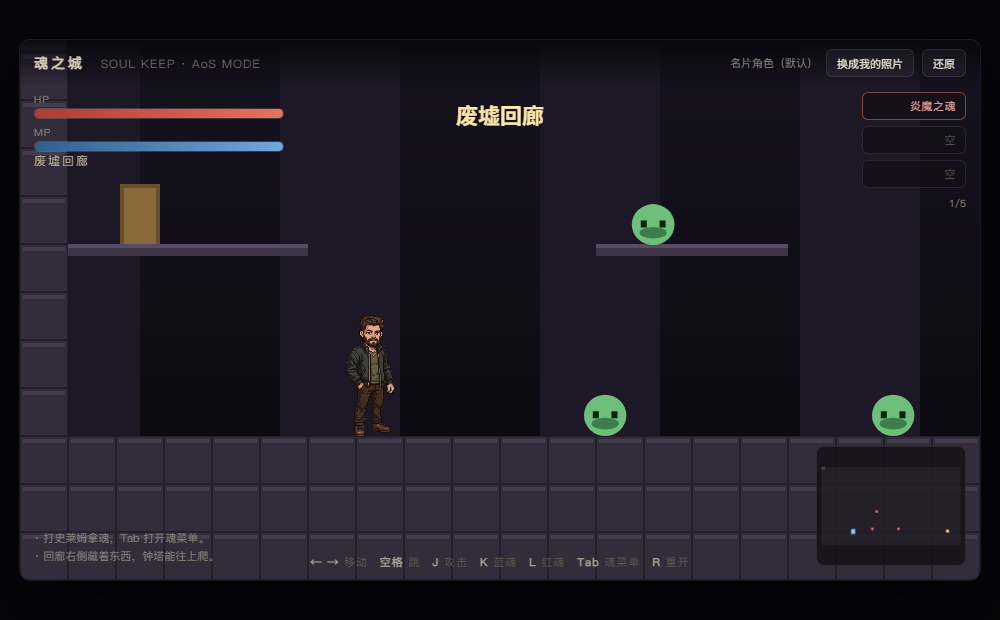 魂之城 SOUL KEEP · AoS MODE
名片角色（默认） 换成我的照片 还原
HP
MP
废墟回廊
废墟回廊
炎魔之魂
空
空
1/5
· 打史莱姆拿魂，Tab 打开魂菜单。
· 回廊右侧藏着东西，钟塔能往上爬。
← → 移动 空格 跳 J 攻击 K 蓝魂 L 红魂 Tab 魂菜单 R 重开